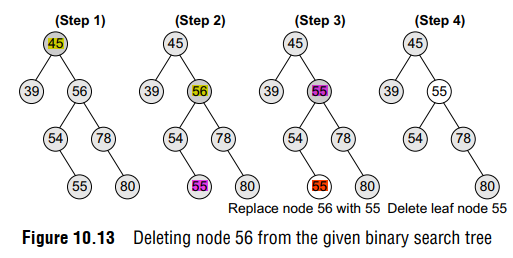 (Step 1) (Step 2) (Step 3) (Step 4)
45 45 45 45
39 56 39 56 39 55 39 55
54 78 54 78 54 78 54 78
55 80 55 80 55 80 80
Replace node 56 with 55 Delete leaf node 55
Figure 10.13 Deleting node 56 from the given binary search tree